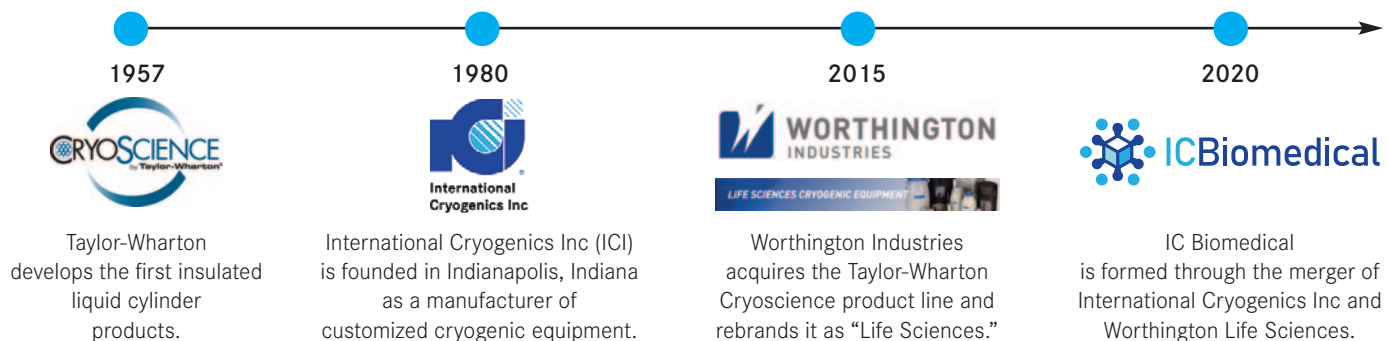 1957
CRYOSCIENCE
by Taylor-Wharton®
Taylor-Wharton
develops the first insulated
liquid cylinder
products.
1980
ICI
®
International
Cryogenics Inc
International Cryogenics Inc (ICI)
is founded in Indianapolis, Indiana
as a manufacturer of
customized cryogenic equipment.
2015
WORTHINGTON
INDUSTRIES
LIFE SCIENCES CRYOGENIC EQUIPMENT
Worthington Industries
acquires the Taylor-Wharton
Cryoscience product line and
rebrands it as “Life Sciences.”
2020
ICBiomedical
IC Biomedical
is formed through the merger of
International Cryogenics Inc and
Worthington Life Sciences.